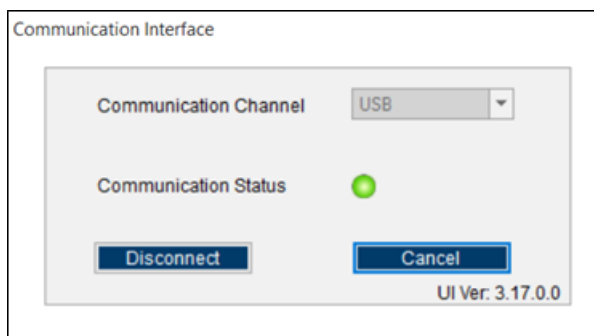 Communication Interface
Communication Channel USB
Communication Status
Disconnect Cancel
UI Ver: 3.17.0.0